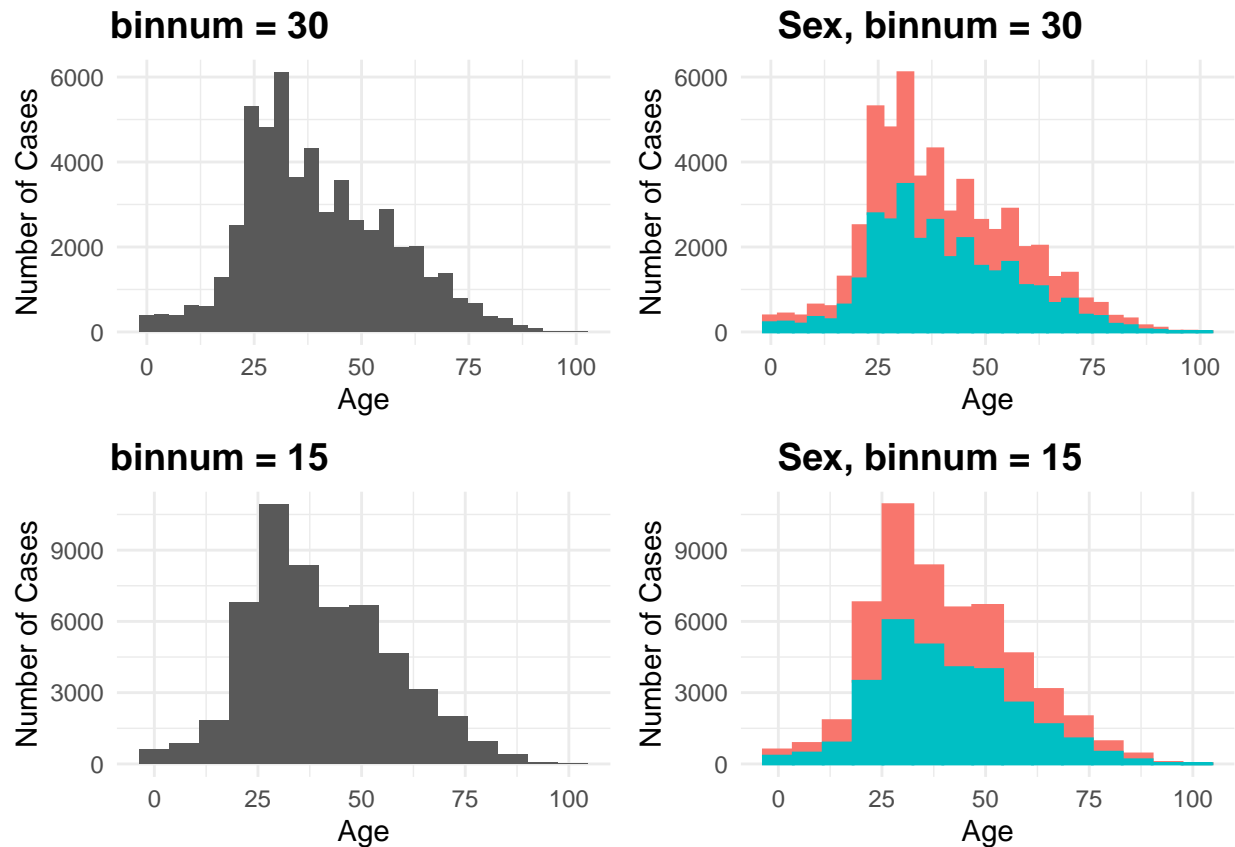 binnum = 30
Number of Cases
6000
4000
2000
0
0 25 50 75 100
Age
Sex, binnum = 30
Number of Cases
6000
4000
2000
0
0 25 50 75 100
Age
binnum = 15
Number of Cases
9000
6000
3000
0
0 25 50 75 100
Age
Sex, binnum = 15
Number of Cases
9000
6000
3000
0
0 25 50 75 100
Age